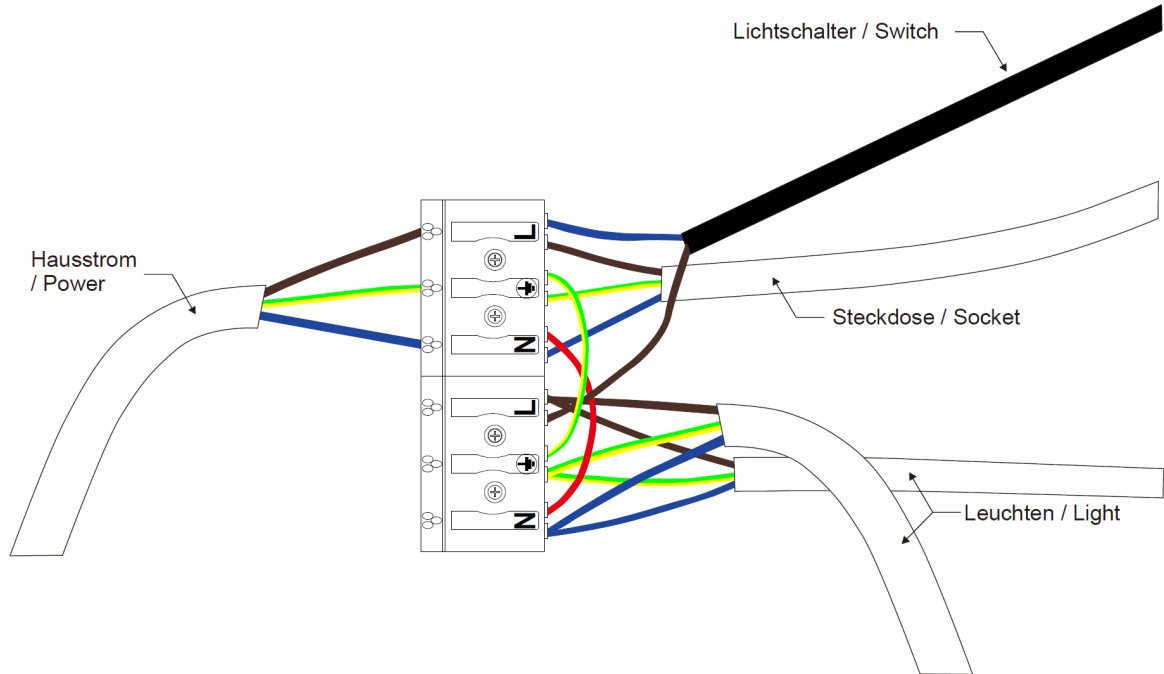 Lichtschalter / Switch
Hausstrom
/ Power
Steckdose / Socket
Leuchten / Light
L
N
L
N